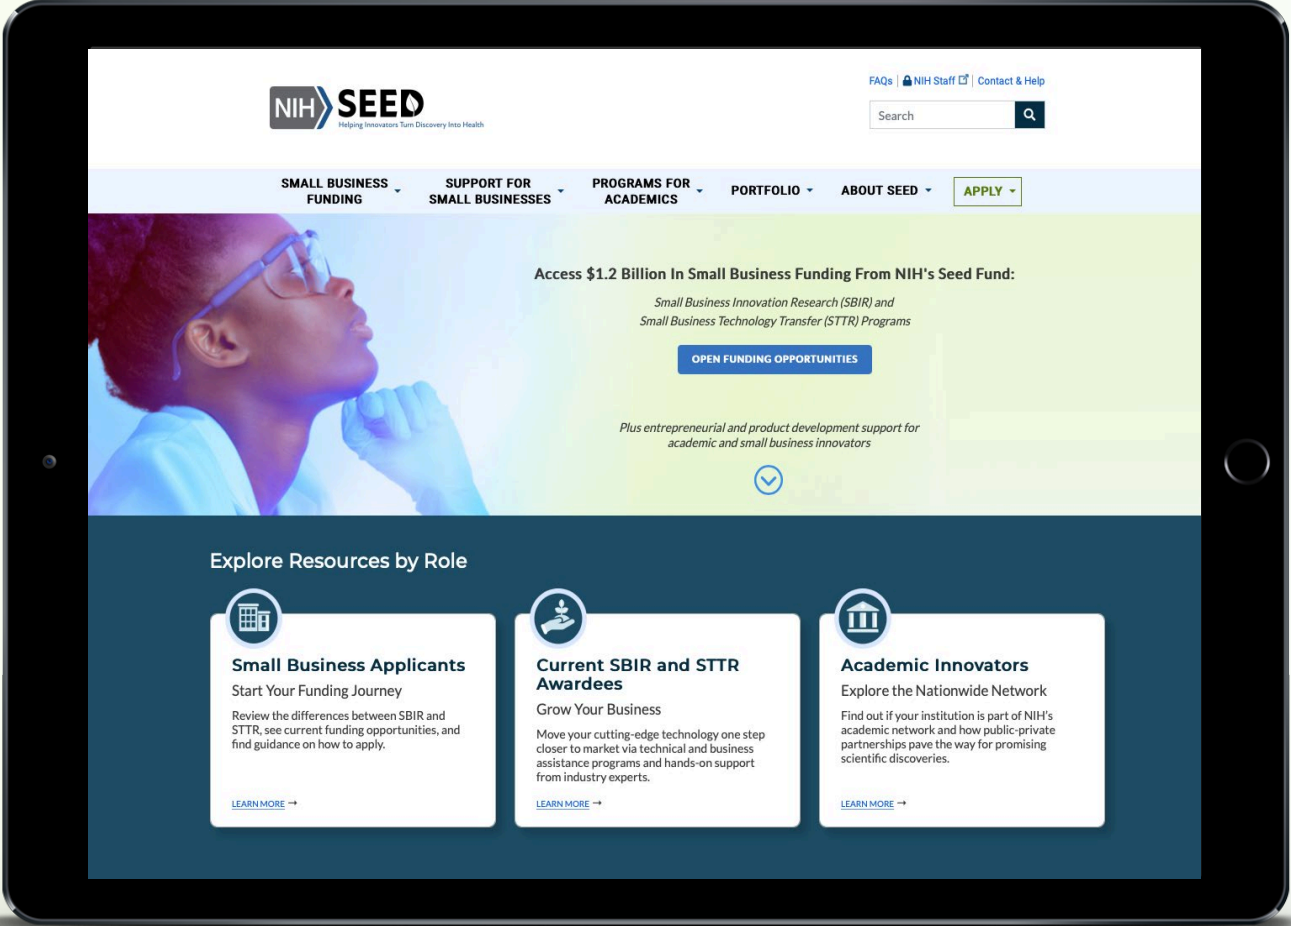 FAQs
NIH Staff
Contact & Help
NIH
SEED
Helping Innovators Turn Discovery Into Health
Search
SMALL BUSINESS
FUNDING
SUPPORT FOR
SMALL BUSINESSES
PROGRAMS FOR
ACADEMICS
PORTFOLIO
ABOUT SEED
APPLY
Access $1.2 Billion In Small Business Funding From NIH's Seed Fund:
Small Business Innovation Research (SBIR) and
Small Business Technology Transfer (STTR) Programs
OPEN FUNDING OPPORTUNITIES
Plus entrepreneurial and product development support for
academic and small business innovators
Explore Resources by Role
Small Business Applicants
Start Your Funding Journey
Review the differences between SBIR and
STTR, see current funding opportunities, and
find guidance on how to apply.
LEARN MORE →
Current SBIR and STTR
Awardees
Grow Your Business
Move your cutting-edge technology one step
closer to market via technical and business
assistance programs and hands-on support
from industry experts.
LEARN MORE →
Academic Innovators
Explore the Nationwide Network
Find out if your institution is part of NIH's
academic network and how public-private
partnerships pave the way for promising
scientific discoveries.
LEARN MORE →